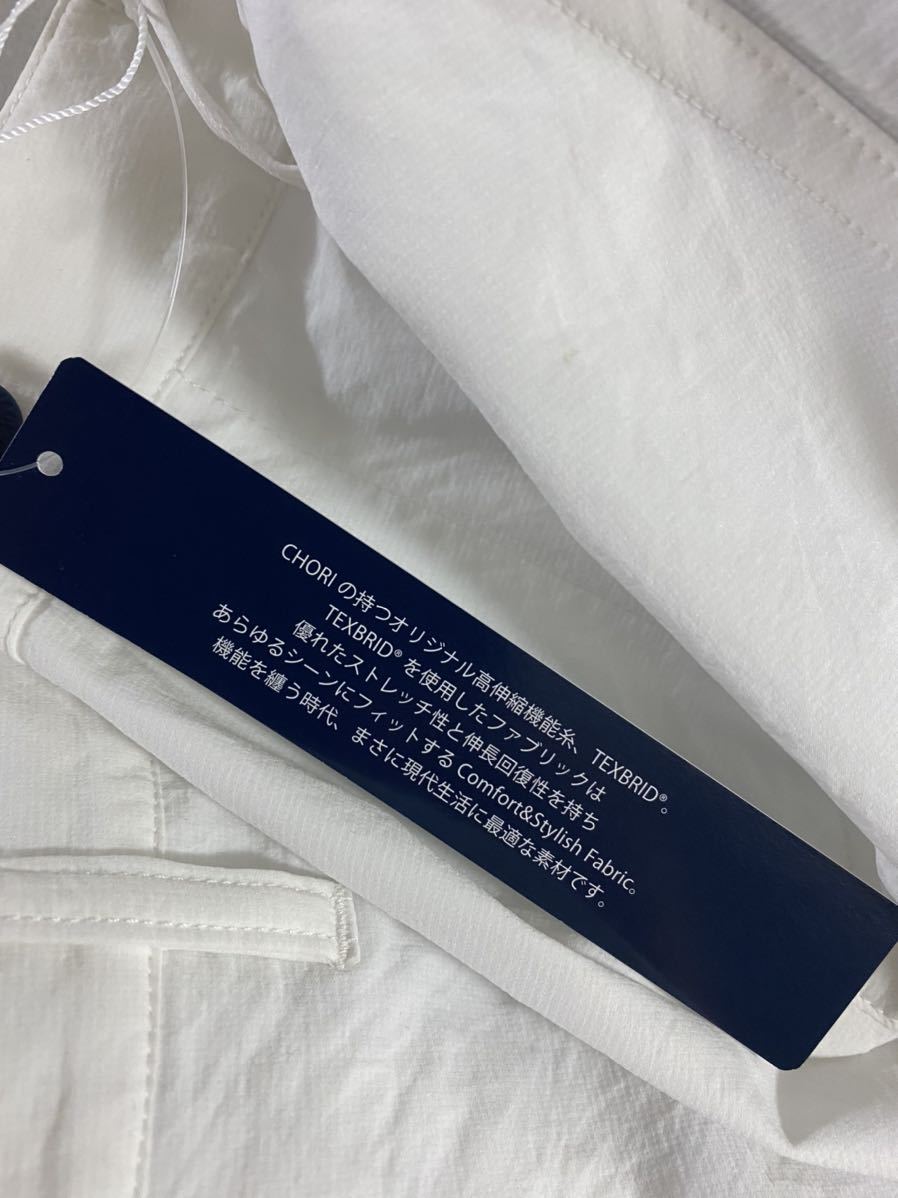 CHORI の持つオリジナル高伸縮機能糸、TEXBRID®。
TEXBRID® を使用したファブリックは
優れたストレッチ性と伸長回復性を持ち
あらゆるシーンにフィットする Comfort&Stylish Fabric。
機能を纏う時代、まさに現代生活に最適な素材です。